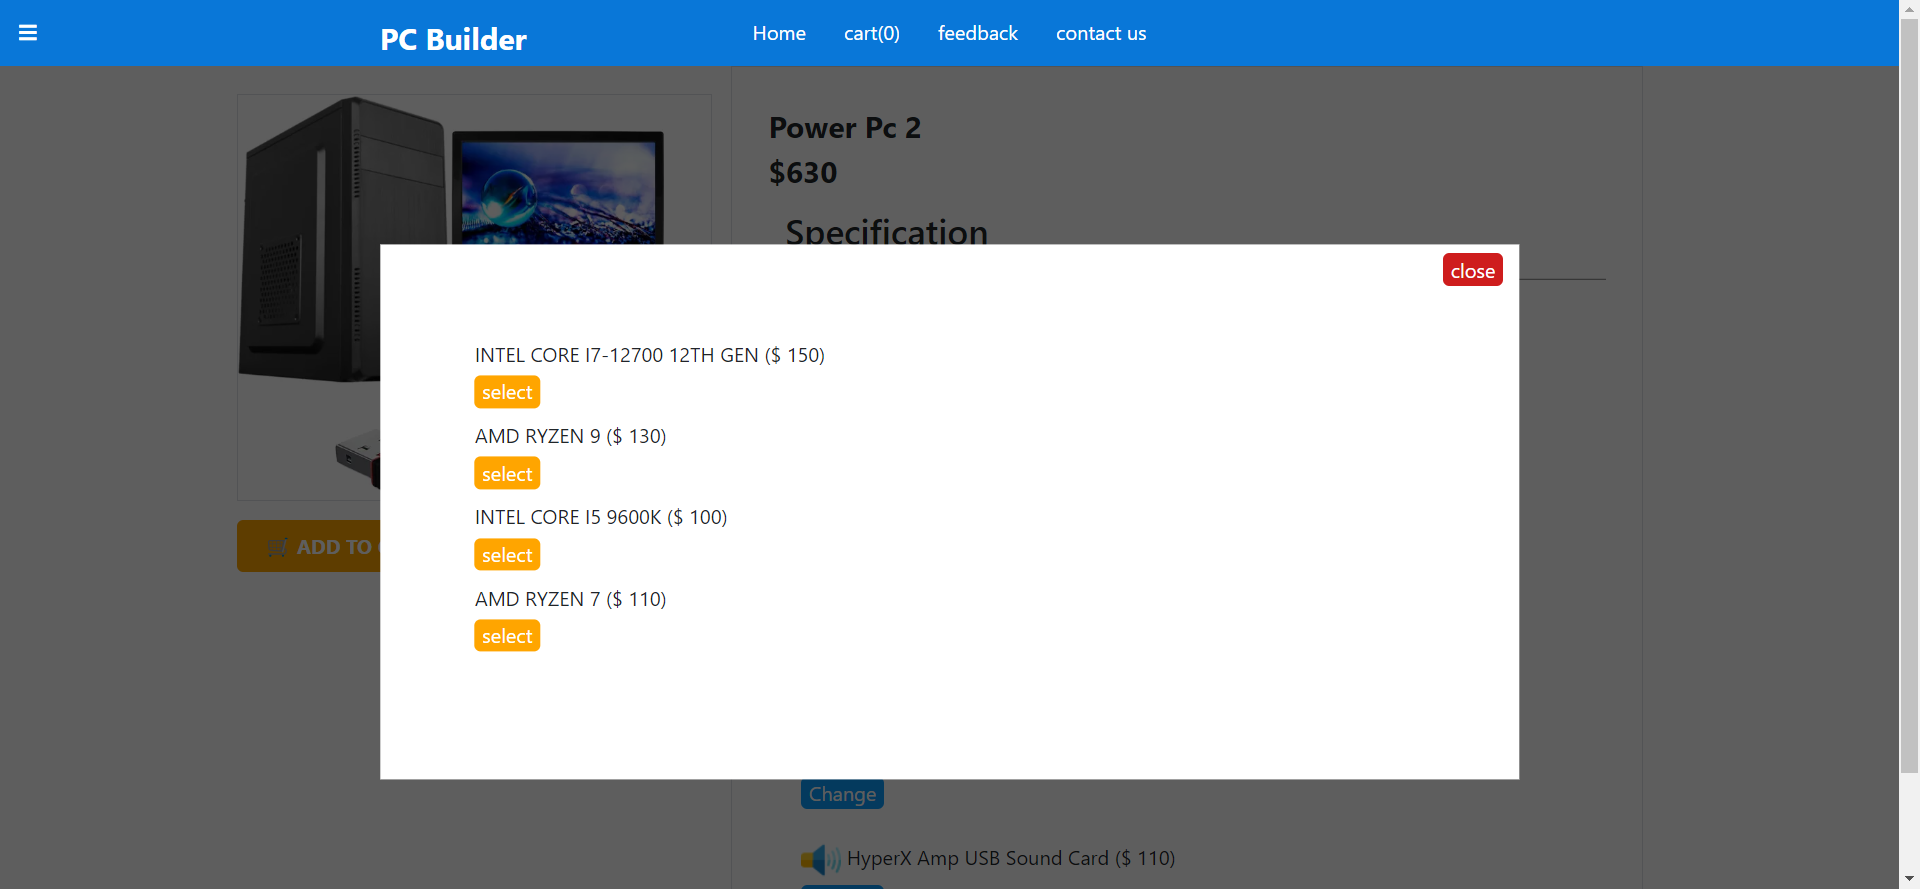 PC Builder
Home
cart(0)
feedback
contact us
Power Pc 2
$630
Specification
close
INTEL CORE I7-12700 12TH GEN ($ 150)
select
AMD RYZEN 9 ($ 130)
select
INTEL CORE I5 9600K ($ 100)
select
AMD RYZEN 7 ($ 110)
select
ADD TO
Change
HyperX Amp USB Sound Card ($ 110)